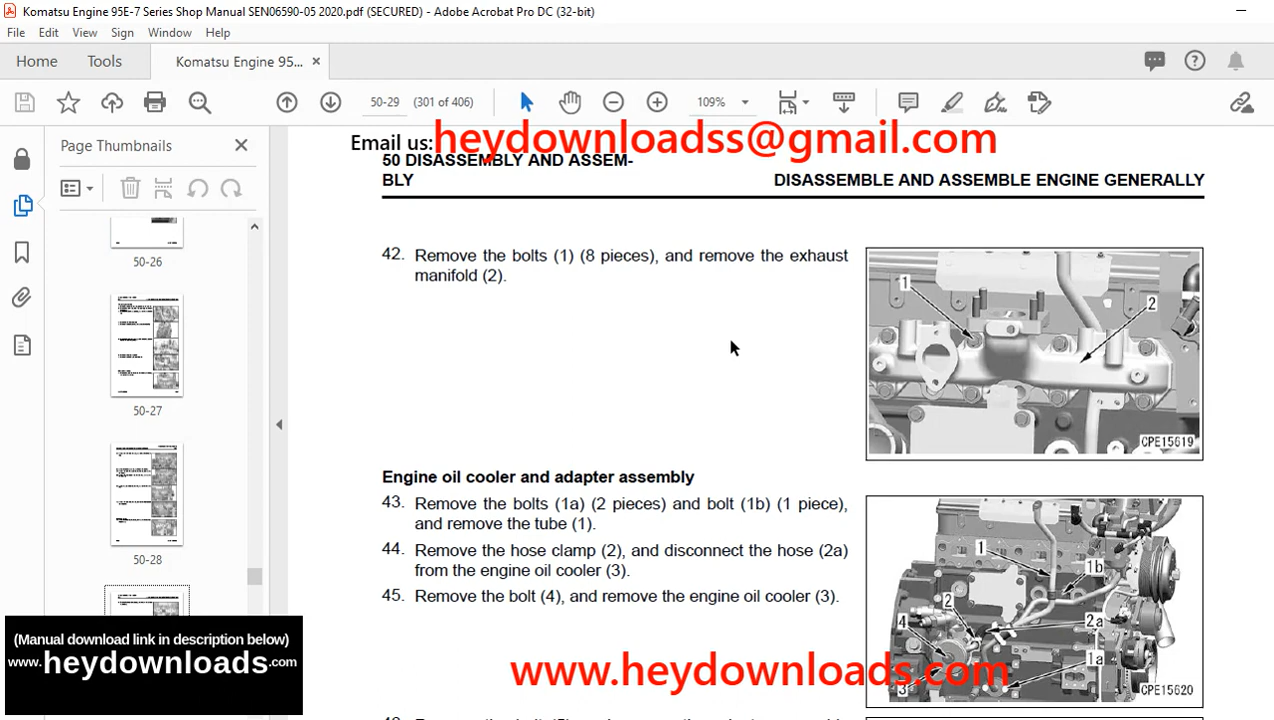 Komatsu Engine 95E-7 Series Shop Manual SEN06590-05 2020.pdf (SECURED) - Adobe Acrobat Pro DC (32-bit)
File Edit View Sign Window Help
Home Tools Komatsu Engine 95... ×
50-29 (301 of 406) 109%
Page Thumbnails
50-26
50-27
50-28
Email us: heydownloadss@gmail.com
50 DISASSEMBLY AND ASSEM-
BLY
DISASSEMBLE AND ASSEMBLE ENGINE GENERALLY
42. Remove the bolts (1) (8 pieces), and remove the exhaust
manifold (2).
1
2
CPE15619
Engine oil cooler and adapter assembly
43. Remove the bolts (1a) (2 pieces) and bolt (1b) (1 piece),
and remove the tube (1).
44. Remove the hose clamp (2), and disconnect the hose (2a)
from the engine oil cooler (3).
45. Remove the bolt (4), and remove the engine oil cooler (3).
1
1b
2
2a
4
1a
3
CPE15620
(Manual download link in description below)
www.heydownloads.com
www.heydownloads.com